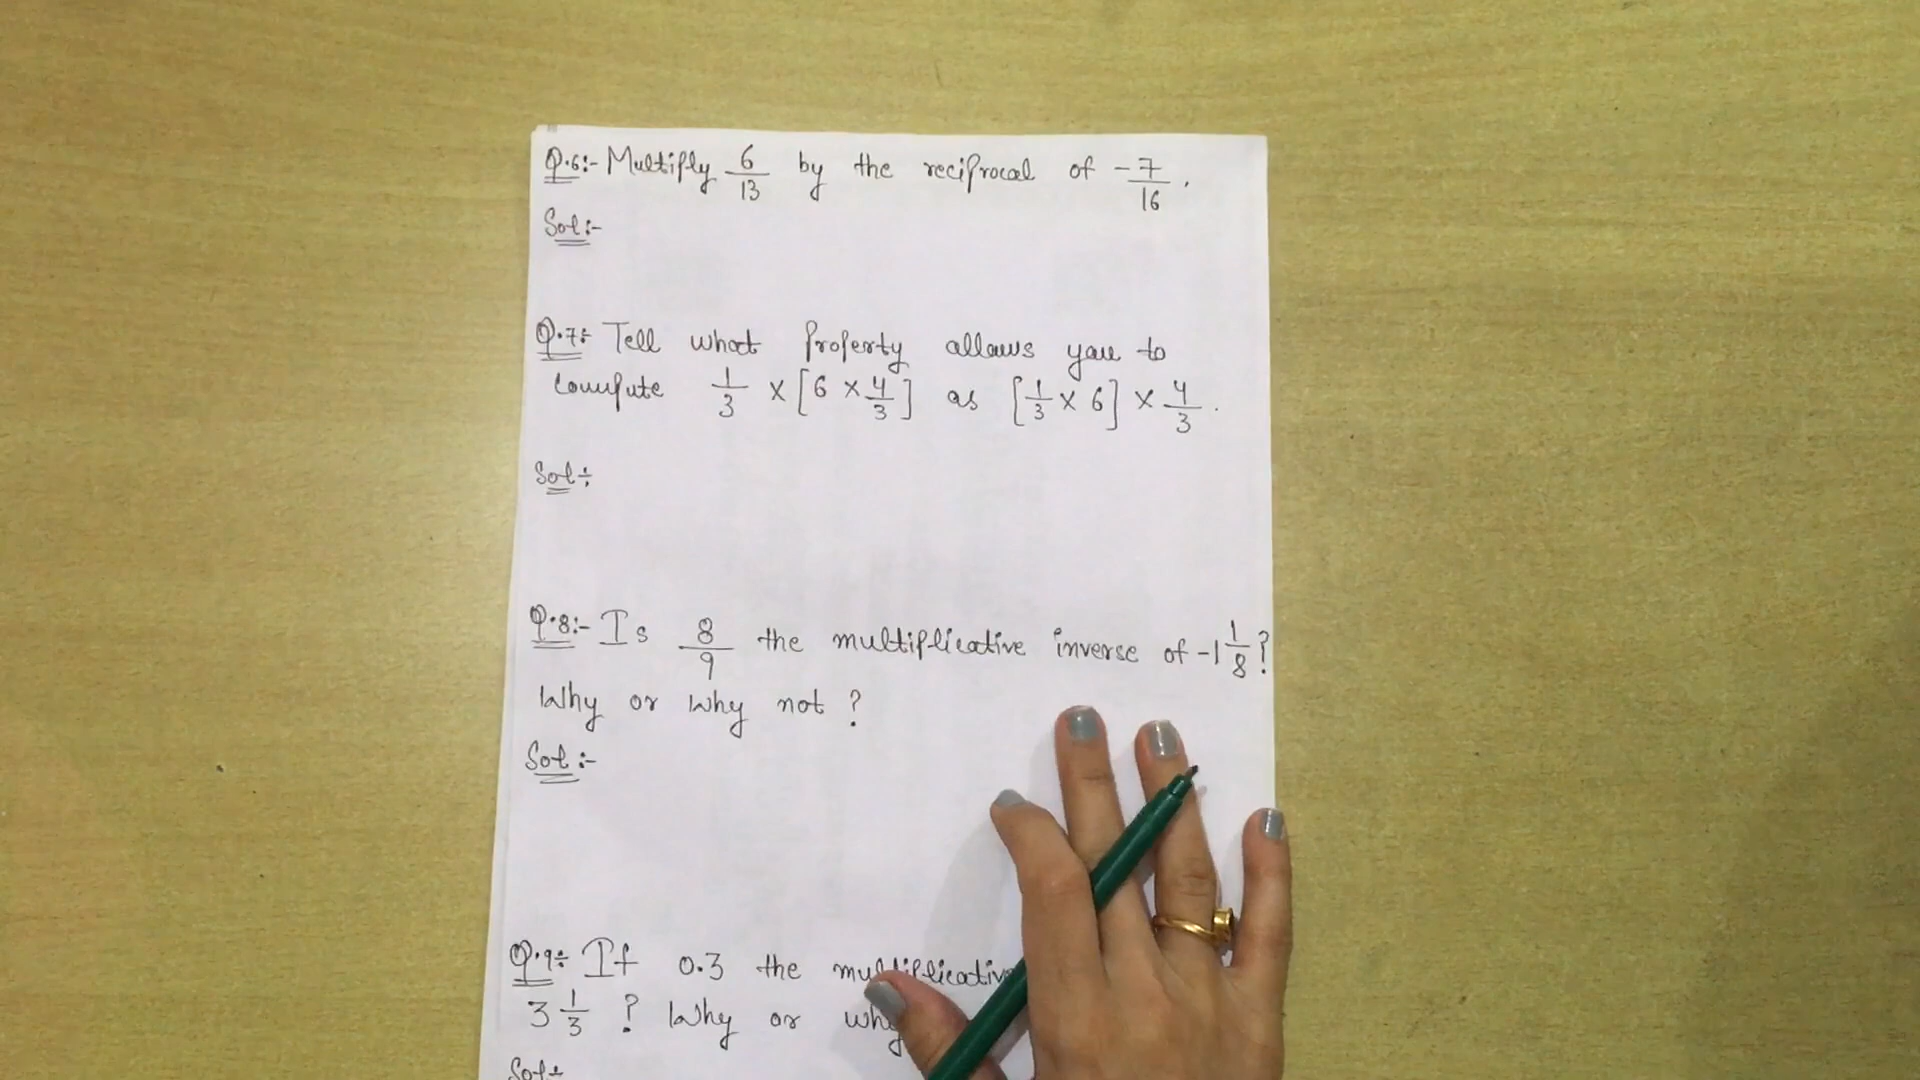 Q.6:- Multiply 6/13 by the reciprocal of -7/16.
Sol:-
Q.7÷ Tell what property allows you to
compute 1/3 × [6 × 4/3] as [1/3 × 6] × 4/3.
Sol÷
Q.8:- Is 8/9 the multiplicative inverse of -1 1/8?
Why or why not ?
Sol:-
Q.9÷ If 0.3 the multiplicative
3 1/3 ? Why or why
Sol÷